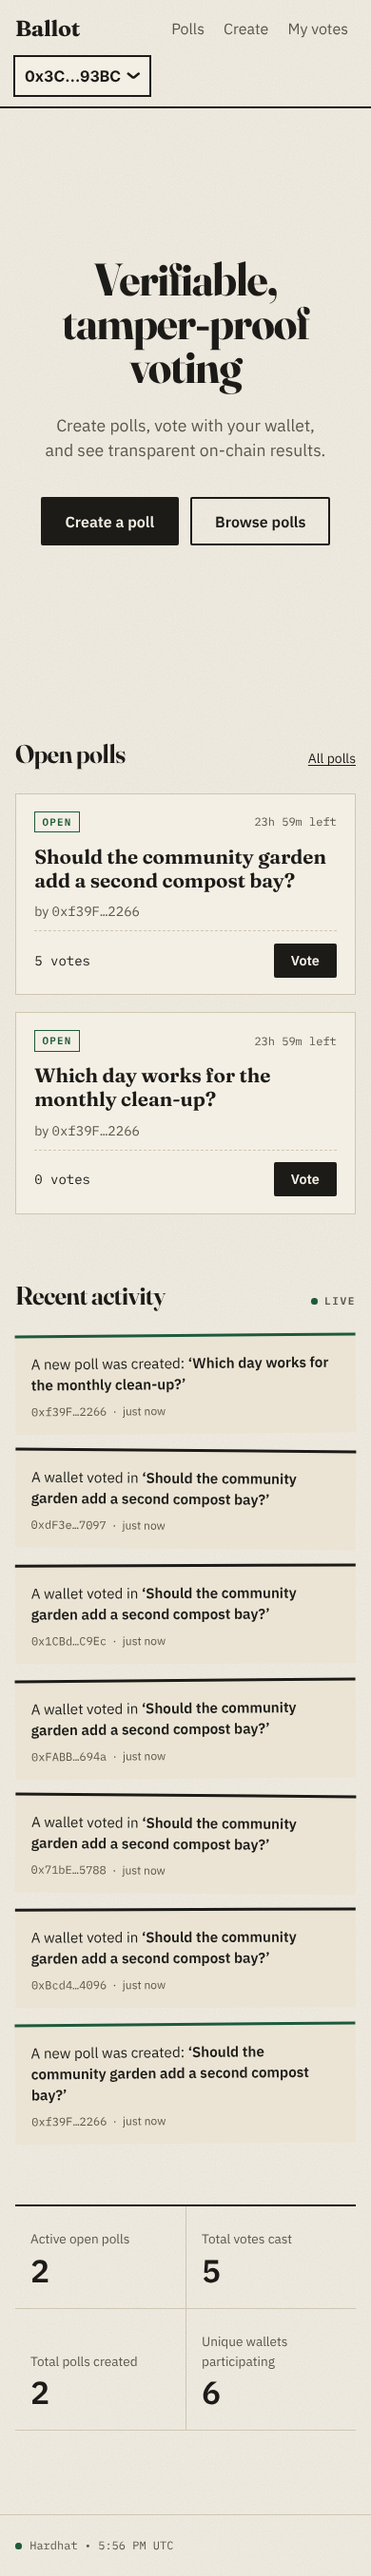 Ballot
Polls
Create
My votes
0x3C...93BC
Verifiable,
tamper-proof
voting
Create polls, vote with your wallet,
and see transparent on-chain results.
Create a poll
Browse polls
Open polls
All polls
OPEN
23h 59m left
Should the community garden
add a second compost bay?
by 0xf39F…2266
5 votes
Vote
OPEN
23h 59m left
Which day works for the
monthly clean-up?
by 0xf39F…2266
0 votes
Vote
Recent activity
LIVE
A new poll was created: ‘Which day works for
the monthly clean-up?’
0xf39F…2266 · just now
A wallet voted in ‘Should the community
garden add a second compost bay?’
0xdF3e…7097 · just now
A wallet voted in ‘Should the community
garden add a second compost bay?’
0x1CBd…C9Ec · just now
A wallet voted in ‘Should the community
garden add a second compost bay?’
0xFABB…694a · just now
A wallet voted in ‘Should the community
garden add a second compost bay?’
0x71bE…5788 · just now
A wallet voted in ‘Should the community
garden add a second compost bay?’
0xBcd4…4096 · just now
A new poll was created: ‘Should the
community garden add a second compost
bay?’
0xf39F…2266 · just now
Active open polls
2
Total votes cast
5
Total polls created
2
Unique wallets
participating
6
Hardhat • 5:56 PM UTC